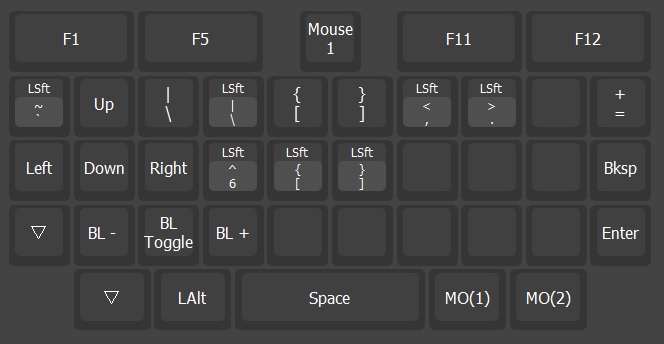 F1 F5 Mouse 1 F11 F12
LSft ~ ` Up | \ LSft | \ { [ } ] LSft < , LSft > . + =
Left Down Right LSft ^ 6 LSft { [ LSft } ] Bksp
▽ BL - BL Toggle BL + Enter
▽ LAlt Space MO(1) MO(2)